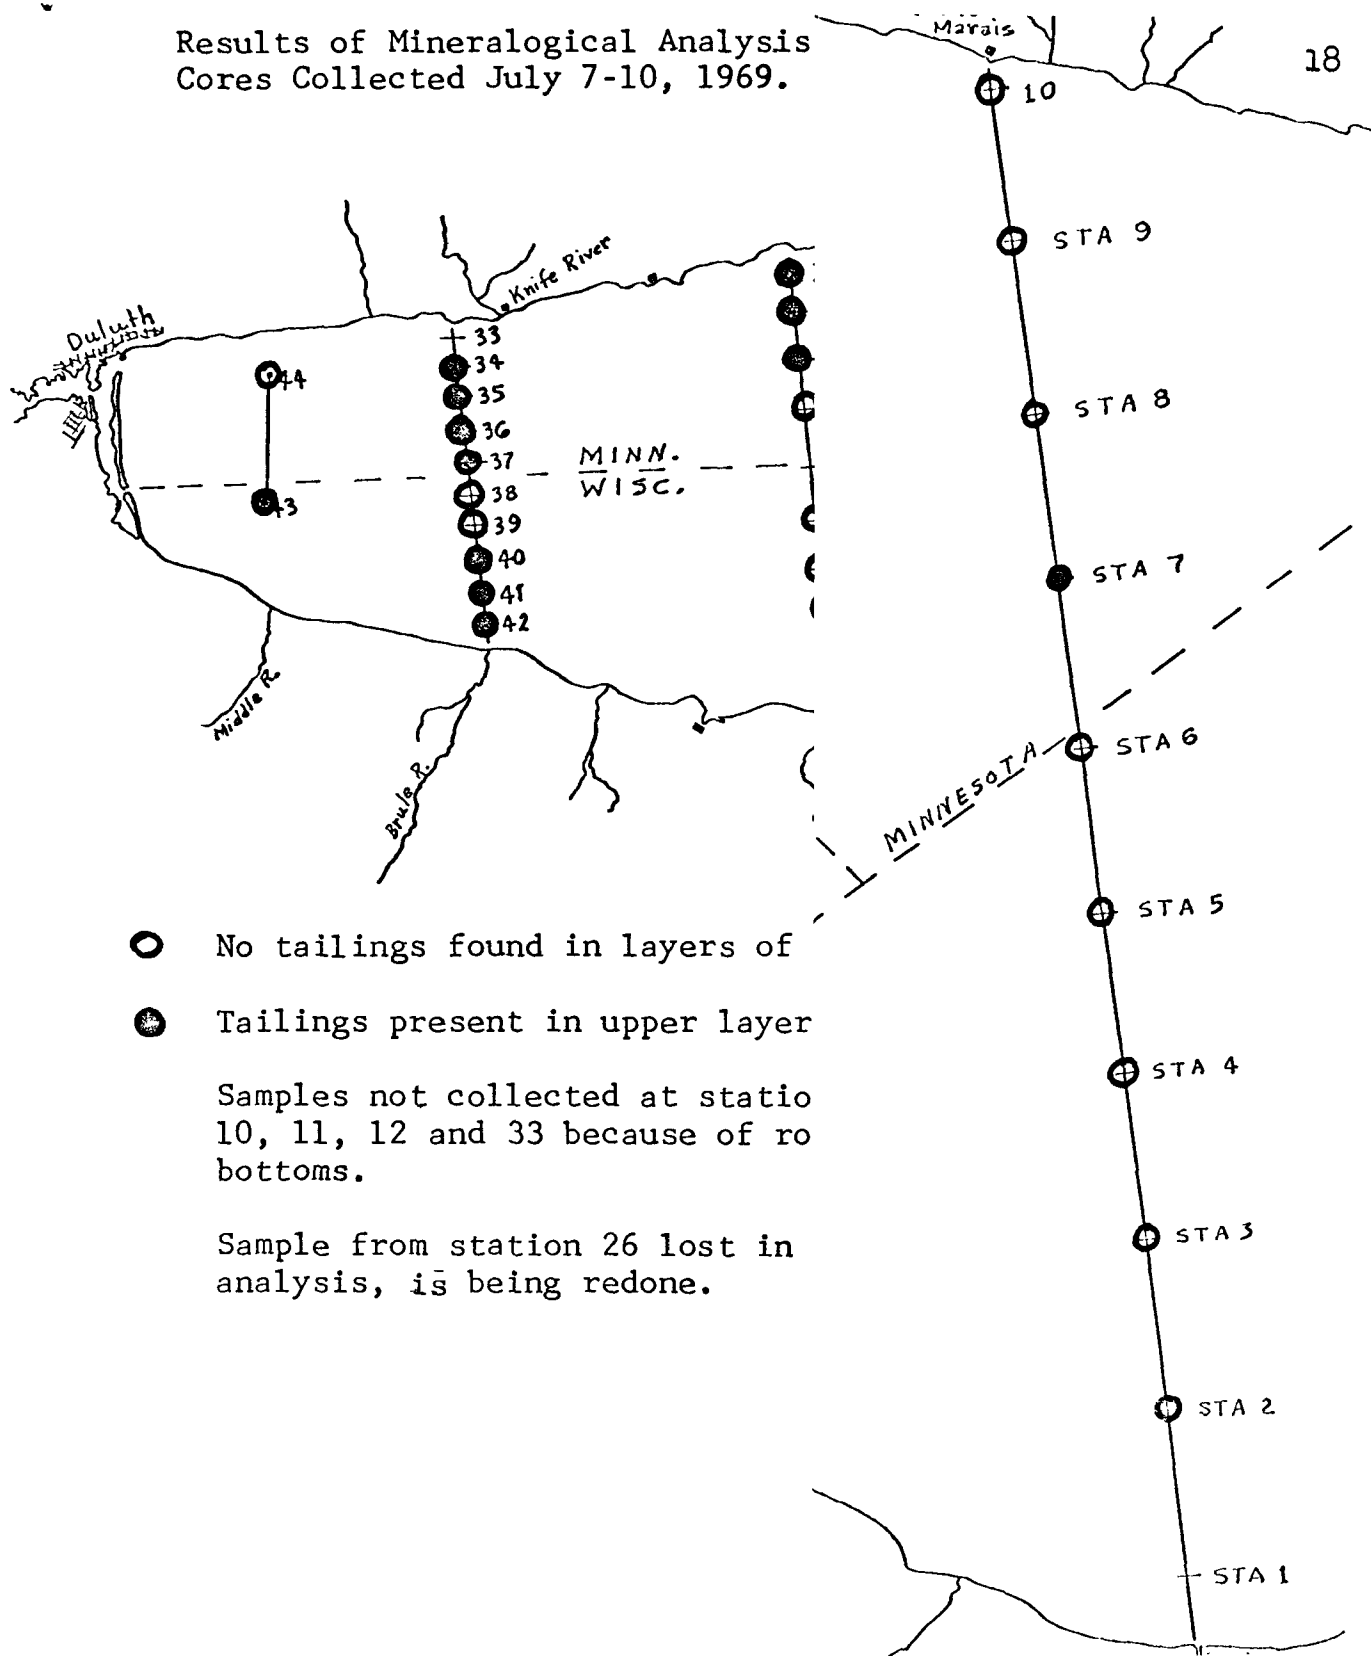 Results of Mineralogical Analysis
Cores Collected July 7-10, 1969.
18
Marais
10
STA 9
STA 8
STA 7
STA 6
STA 5
STA 4
STA 3
STA 2
STA 1
MINNESOTA
Duluth
Knife River
44
43
33
34
35
36
37
38
39
40
41
42
MINN.
WISC.
Middle R.
Brule R.
No tailings found in layers of
Tailings present in upper layer
Samples not collected at statio
10, 11, 12 and 33 because of ro
bottoms.
Sample from station 26 lost in
analysis, is being redone.